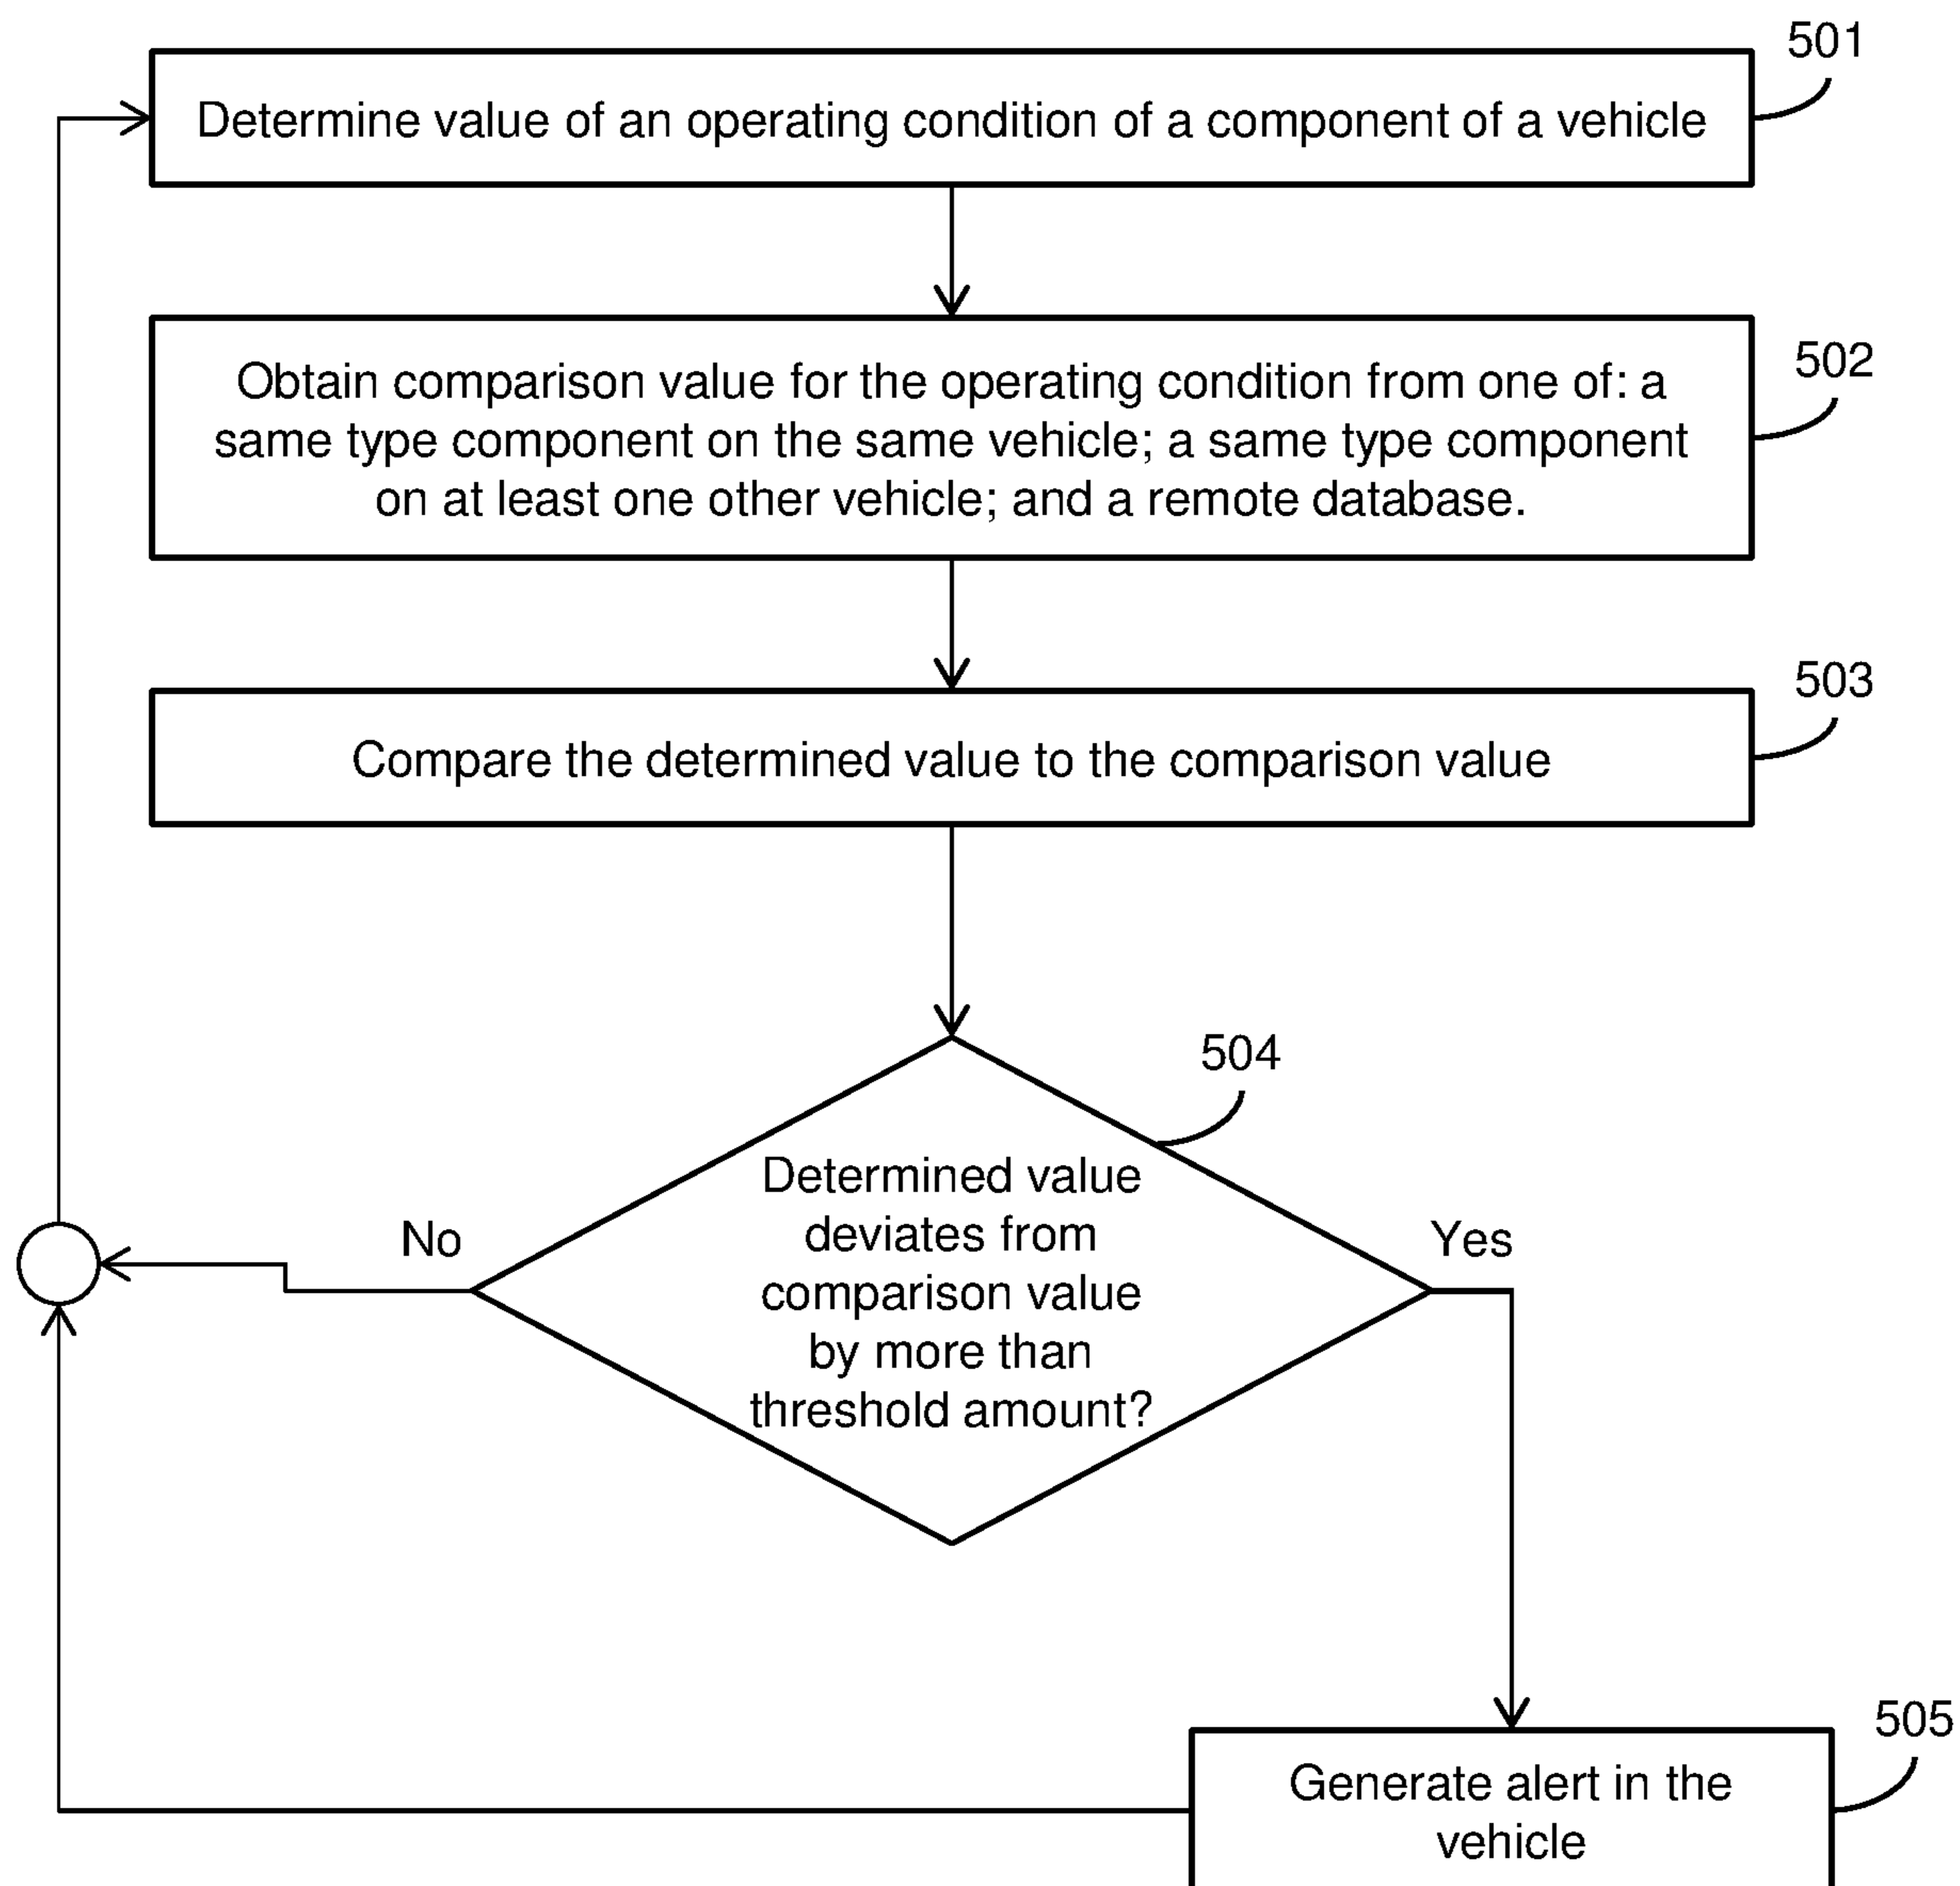 501
Determine value of an operating condition of a component of a vehicle
502
Obtain comparison value for the operating condition from one of: a
same type component on the same vehicle; a same type component
on at least one other vehicle; and a remote database.
503
Compare the determined value to the comparison value
504
Determined value
deviates from
comparison value
by more than
threshold amount?
No
Yes
505
Generate alert in the
vehicle